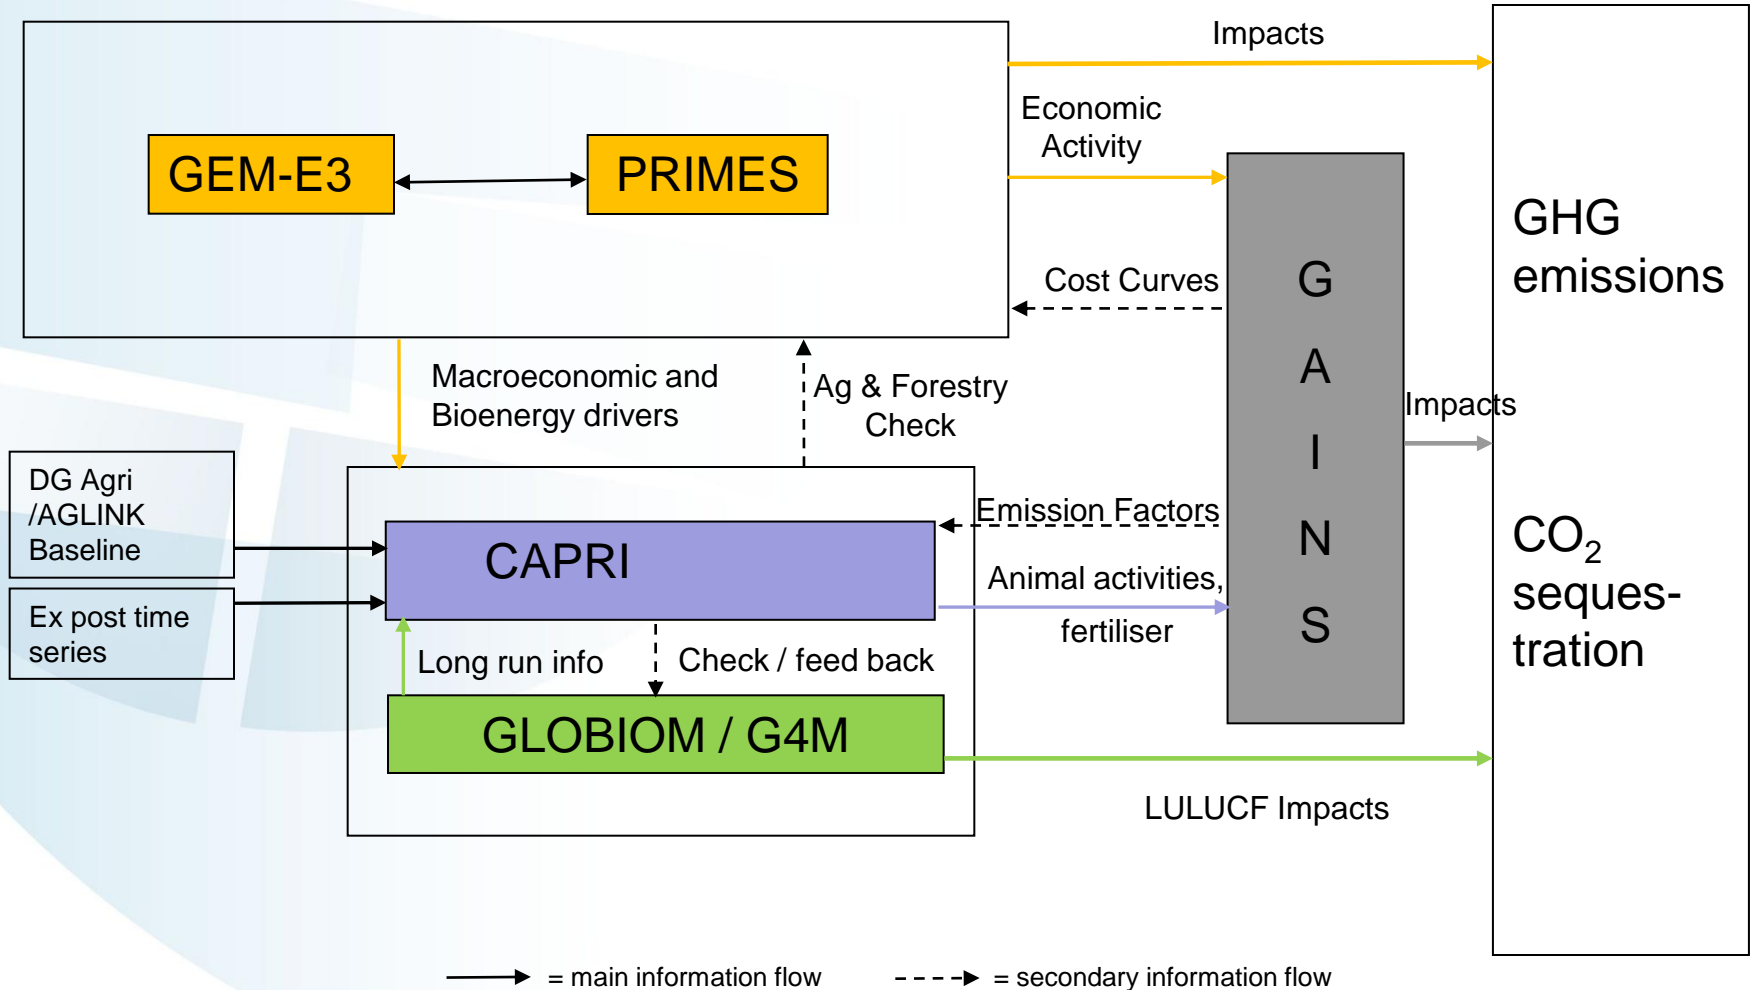 Impacts
Economic
Activity
GEM-E3
PRIMES
GHG
emissions
Cost Curves
G
A
I
N
S
Macroeconomic and
Bioenergy drivers
Ag & Forestry
Check
Impacts
DG Agri
/AGLINK
Baseline
Emission Factors
CAPRI
CO₂
seques-
tration
Animal activities,
fertiliser
Ex post time
series
Long run info
Check / feed back
GLOBIOM / G4M
LULUCF Impacts
= main information flow
= secondary information flow